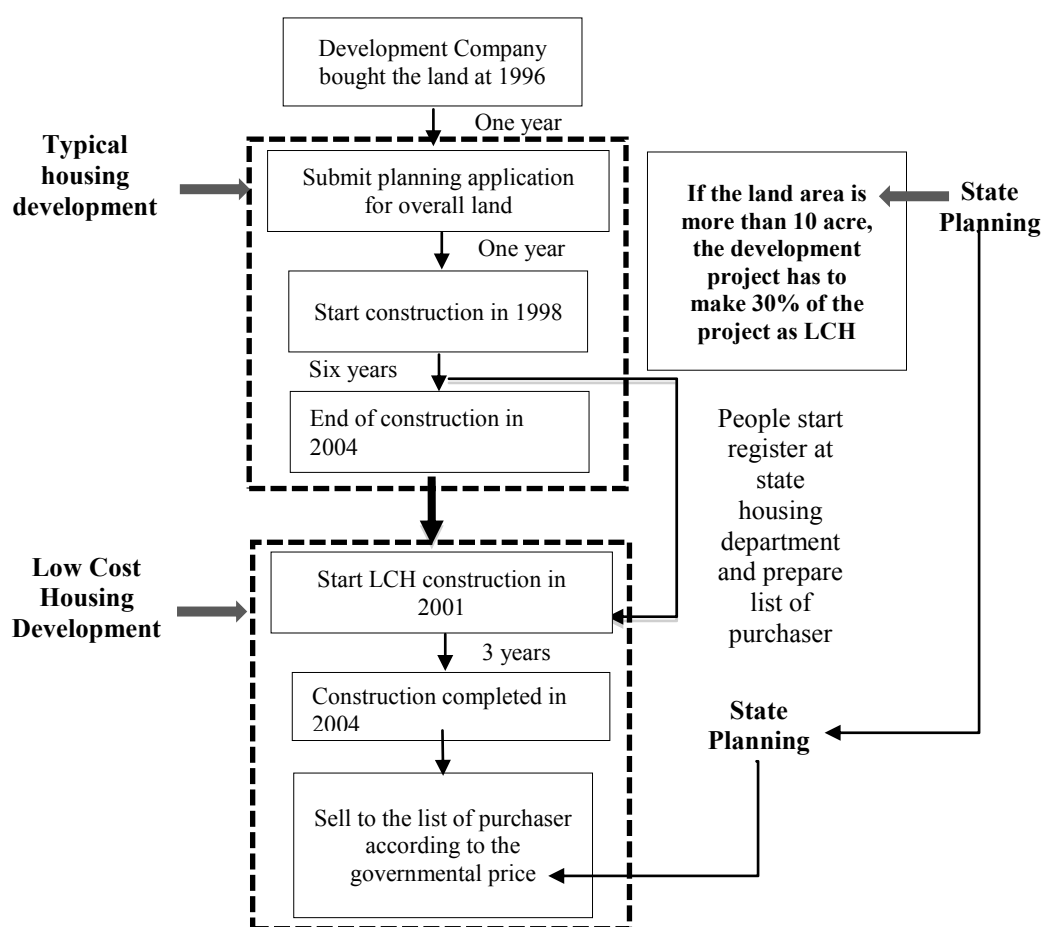 Development Company
bought the land at 1996
One year
Typical
housing
development
Submit planning application
for overall land
One year
Start construction in 1998
Six years
End of construction in
2004
If the land area is
more than 10 acre,
the development
project has to
make 30% of the
project as LCH
State
Planning
People start
register at
state
housing
department
and prepare
list of
purchaser
Low Cost
Housing
Development
Start LCH construction in
2001
3 years
Construction completed in
2004
State
Planning
Sell to the list of purchaser
according to the
governmental price